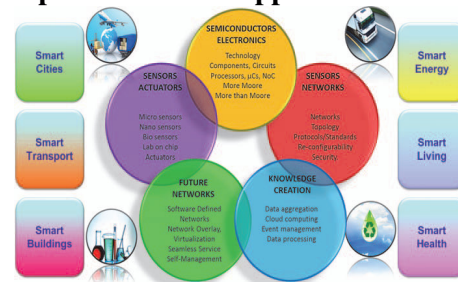 Smart
Cities
Smart
Transport
Smart
Buildings
SEMICONDUCTORS
ELECTRONICS
Technology
Components, Circuits
Processors, µCs, NoC
More Moore
More than Moore
SENSORS
ACTUATORS
Micro sensors
Nano sensors
Bio sensors
Lab on chip
Actuators
SENSORS
NETWORKS
Networks
Topology
Protocols/Standards
Re-configurability
Security
FUTURE
NETWORKS
Software Defined
Networks
Network Overlay,
Virtualization
Seamless Service
Self-Management
KNOWLEDGE
CREATION
Data aggregation
Cloud computing
Event management
Data processing
Smart
Energy
Smart
Living
Smart
Health